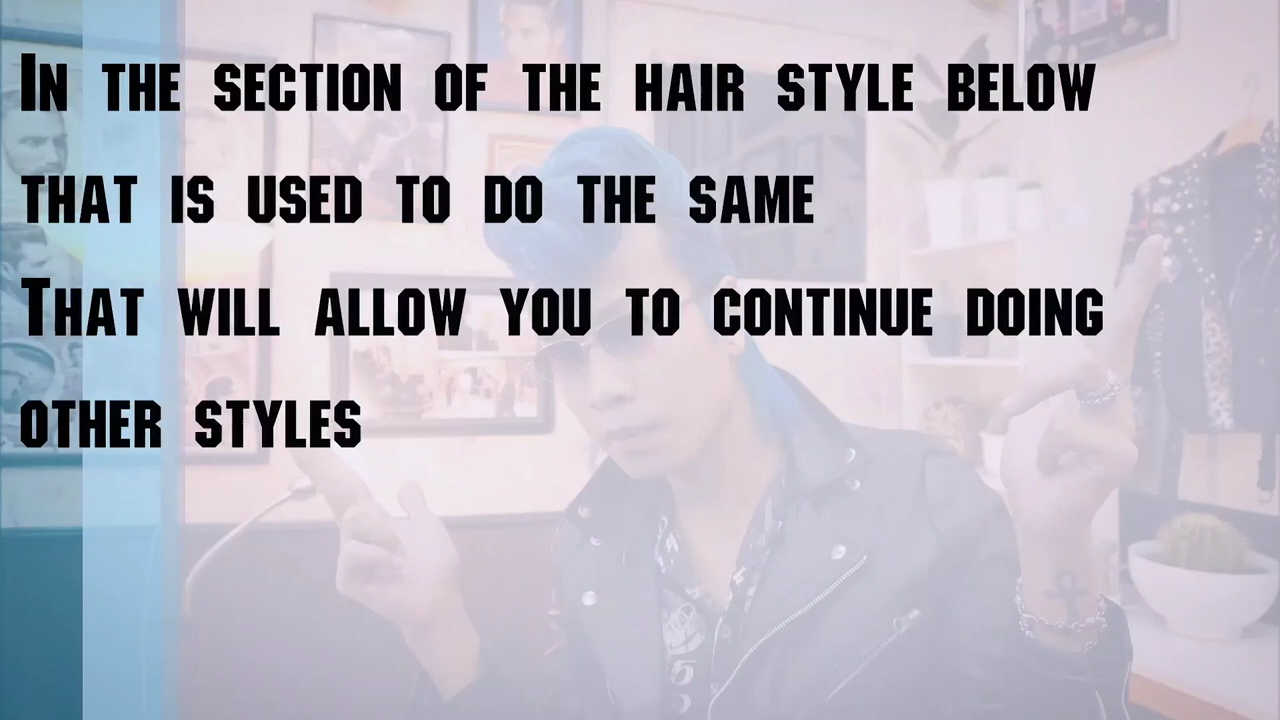 In the section of the hair style below
that is used to do the same
That will allow you to continue doing
other styles